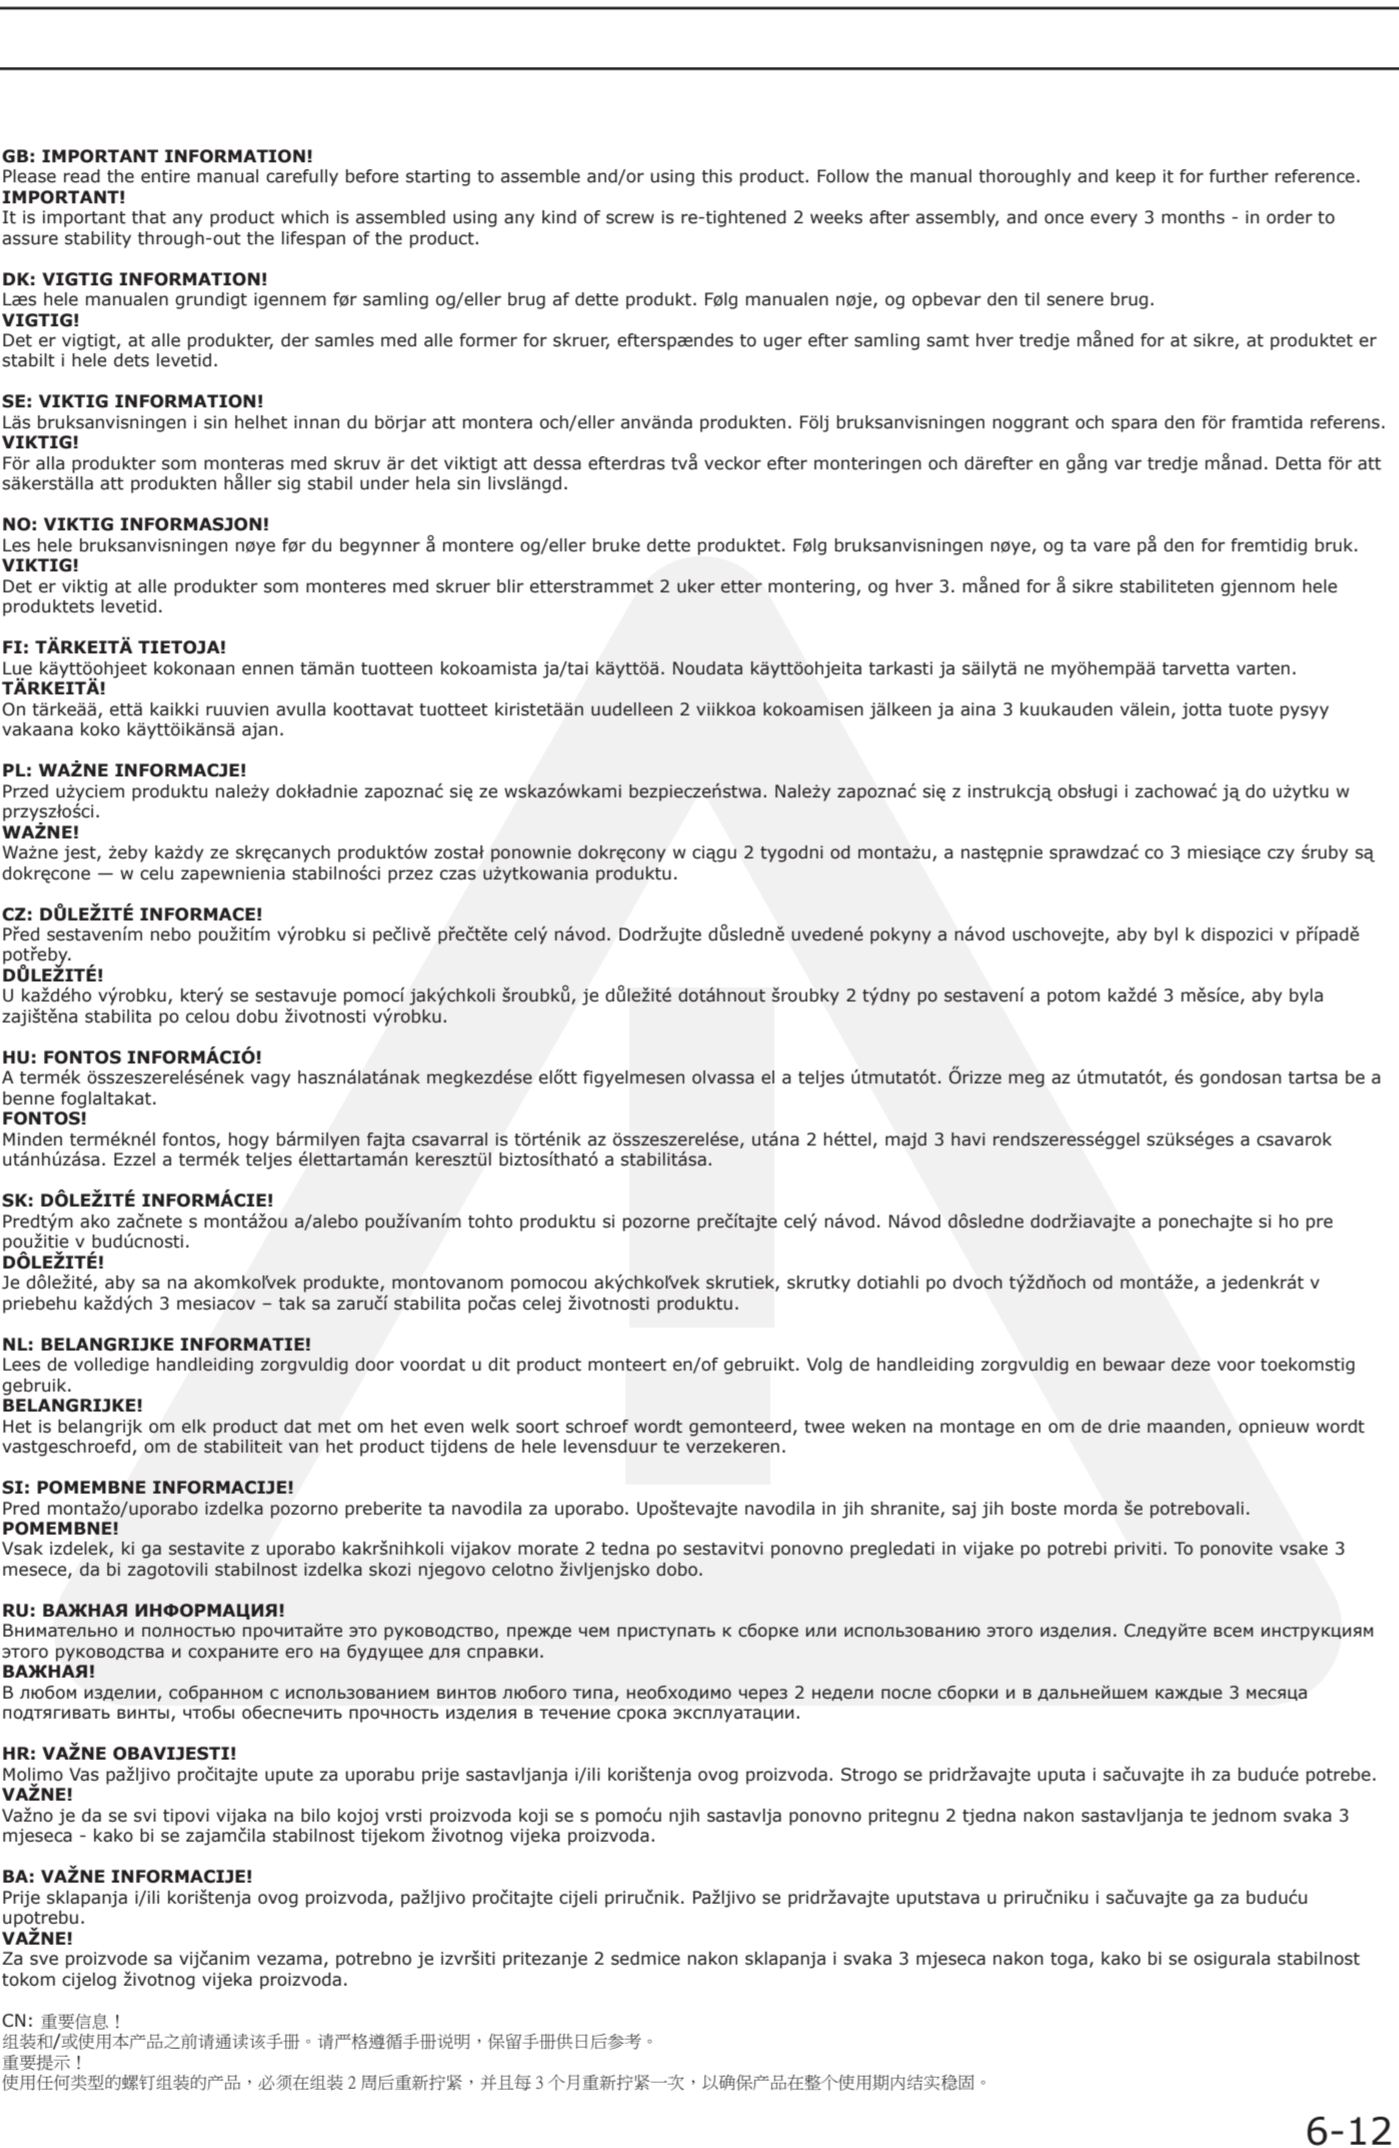 GB: IMPORTANT INFORMATION!
Please read the entire manual carefully before starting to assemble and/or using this product. Follow the manual thoroughly and keep it for further reference.
IMPORTANT!
It is important that any product which is assembled using any kind of screw is re-tightened 2 weeks after assembly, and once every 3 months - in order to
assure stability through-out the lifespan of the product.
DK: VIGTIG INFORMATION!
Læs hele manualen grundigt igennem før samling og/eller brug af dette produkt. Følg manualen nøje, og opbevar den til senere brug.
VIGTIG!
Det er vigtigt, at alle produkter, der samles med alle former for skruer, efterspændes to uger efter samling samt hver tredje måned for at sikre, at produktet er
stabilt i hele dets levetid.
SE: VIKTIG INFORMATION!
Läs bruksanvisningen i sin helhet innan du börjar att montera och/eller använda produkten. Följ bruksanvisningen noggrant och spara den för framtida referens.
VIKTIG!
För alla produkter som monteras med skruv är det viktigt att dessa efterdras två veckor efter monteringen och därefter en gång var tredje månad. Detta för att
säkerställa att produkten håller sig stabil under hela sin livslängd.
NO: VIKTIG INFORMASJON!
Les hele bruksanvisningen nøye før du begynner å montere og/eller bruke dette produktet. Følg bruksanvisningen nøye, og ta vare på den for fremtidig bruk.
VIKTIG!
Det er viktig at alle produkter som monteres med skruer blir etterstrammet 2 uker etter montering, og hver 3. måned for å sikre stabiliteten gjennom hele
produktets levetid.
FI: TÄRKEITÄ TIETOJA!
Lue käyttöohjeet kokonaan ennen tämän tuotteen kokoamista ja/tai käyttöä. Noudata käyttöohjeita tarkasti ja säilytä ne myöhempää tarvetta varten.
TÄRKEITÄ!
On tärkeää, että kaikki ruuvien avulla koottavat tuotteet kiristetään uudelleen 2 viikkoa kokoamisen jälkeen ja aina 3 kuukauden välein, jotta tuote pysyy
vakaana koko käyttöikänsä ajan.
PL: WAŻNE INFORMACJE!
Przed użyciem produktu należy dokładnie zapoznać się ze wskazówkami bezpieczeństwa. Należy zapoznać się z instrukcją obsługi i zachować ją do użytku w
przyszłości.
WAŻNE!
Ważne jest, żeby każdy ze skręcanych produktów został ponownie dokręcony w ciągu 2 tygodni od montażu, a następnie sprawdzać co 3 miesiące czy śruby są
dokręcone — w celu zapewnienia stabilności przez czas użytkowania produktu.
CZ: DŮLEŽITÉ INFORMACE!
Před sestavením nebo použitím výrobku si pečlivě přečtěte celý návod. Dodržujte důsledně uvedené pokyny a návod uschovejte, aby byl k dispozici v případě
potřeby.
DŮLEŽITÉ!
U každého výrobku, který se sestavuje pomocí jakýchkoli šroubků, je důležité dotáhnout šroubky 2 týdny po sestavení a potom každé 3 měsíce, aby byla
zajištěna stabilita po celou dobu životnosti výrobku.
HU: FONTOS INFORMÁCIÓ!
A termék összeszerelésének vagy használatának megkezdése előtt figyelmesen olvassa el a teljes útmutatót. Őrizze meg az útmutatót, és gondosan tartsa be a
benne foglaltakat.
FONTOS!
Minden terméknél fontos, hogy bármilyen fajta csavarral is történik az összeszerelése, utána 2 héttel, majd 3 havi rendszerességgel szükséges a csavarok
utánhúzása. Ezzel a termék teljes élettartamán keresztül biztosítható a stabilitása.
SK: DÔLEŽITÉ INFORMÁCIE!
Predtým ako začnete s montážou a/alebo používaním tohto produktu si pozorne prečítajte celý návod. Návod dôsledne dodržiavajte a ponechajte si ho pre
použitie v budúcnosti.
DÔLEŽITÉ!
Je dôležité, aby sa na akomkoľvek produkte, montovanom pomocou akýchkoľvek skrutiek, skrutky dotiahli po dvoch týždňoch od montáže, a jedenkrát v
priebehu každých 3 mesiacov – tak sa zaručí stabilita počas celej životnosti produktu.
NL: BELANGRIJKE INFORMATIE!
Lees de volledige handleiding zorgvuldig door voordat u dit product monteert en/of gebruikt. Volg de handleiding zorgvuldig en bewaar deze voor toekomstig
gebruik.
BELANGRIJKE!
Het is belangrijk om elk product dat met om het even welk soort schroef wordt gemonteerd, twee weken na montage en om de drie maanden, opnieuw wordt
vastgeschroefd, om de stabiliteit van het product tijdens de hele levensduur te verzekeren.
SI: POMEMBNE INFORMACIJE!
Pred montažo/uporabo izdelka pozorno preberite ta navodila za uporabo. Upoštevajte navodila in jih shranite, saj jih boste morda še potrebovali.
POMEMBNE!
Vsak izdelek, ki ga sestavite z uporabo kakršnihkoli vijakov morate 2 tedna po sestavitvi ponovno pregledati in vijake po potrebi priviti. To ponovite vsake 3
mesece, da bi zagotovili stabilnost izdelka skozi njegovo celotno življenjsko dobo.
RU: ВАЖНАЯ ИНФОРМАЦИЯ!
Внимательно и полностью прочитайте это руководство, прежде чем приступать к сборке или использованию этого изделия. Следуйте всем инструкциям
этого руководства и сохраните его на будущее для справки.
ВАЖНАЯ!
В любом изделии, собранном с использованием винтов любого типа, необходимо через 2 недели после сборки и в дальнейшем каждые 3 месяца
подтягивать винты, чтобы обеспечить прочность изделия в течение срока эксплуатации.
HR: VAŽNE OBAVIJESTI!
Molimo Vas pažljivo pročitajte upute za uporabu prije sastavljanja i/ili korištenja ovog proizvoda. Strogo se pridržavajte uputa i sačuvajte ih za buduće potrebe.
VAŽNE!
Važno je da se svi tipovi vijaka na bilo kojoj vrsti proizvoda koji se s pomoću njih sastavlja ponovno pritegnu 2 tjedna nakon sastavljanja te jednom svaka 3
mjeseca - kako bi se zajamčila stabilnost tijekom životnog vijeka proizvoda.
BA: VAŽNE INFORMACIJE!
Prije sklapanja i/ili korištenja ovog proizvoda, pažljivo pročitajte cijeli priručnik. Pažljivo se pridržavajte uputstava u priručniku i sačuvajte ga za buduću
upotrebu.
VAŽNE!
Za sve proizvode sa vijčanim vezama, potrebno je izvršiti pritezanje 2 sedmice nakon sklapanja i svaka 3 mjeseca nakon toga, kako bi se osigurala stabilnost
tokom cijelog životnog vijeka proizvoda.
CN: 重要信息！
组装和/或使用本产品之前请通读该手册。请严格遵循手册说明，保留手册供日后参考。
重要提示！
使用任何类型的螺钉组装的产品，必须在组装 2 周后重新拧紧，并且每 3 个月重新拧紧一次，以确保产品在整个使用期内结实稳固。
6-12